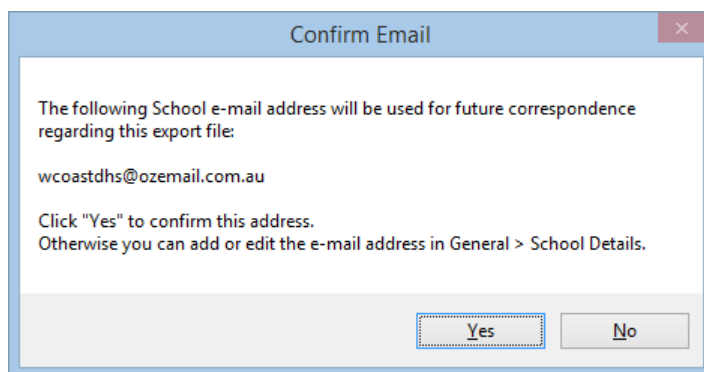 Confirm Email
The following School e-mail address will be used for future correspondence
regarding this export file:
wcoastdhs@ozemail.com.au
Click "Yes" to confirm this address.
Otherwise you can add or edit the e-mail address in General > School Details.
Yes
No